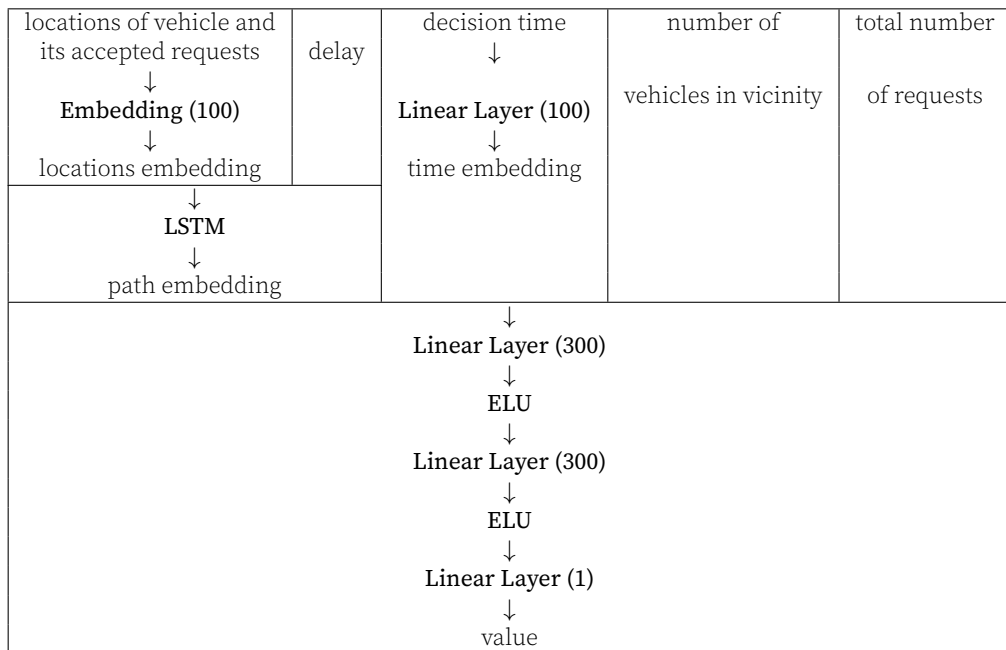 locations of vehicle and
its accepted requests
↓
Embedding (100)
↓
locations embedding
delay
↓
LSTM
↓
path embedding
decision time
↓
Linear Layer (100)
↓
time embedding
number of
vehicles in vicinity
total number
of requests
↓
Linear Layer (300)
↓
ELU
↓
Linear Layer (300)
↓
ELU
↓
Linear Layer (1)
↓
value